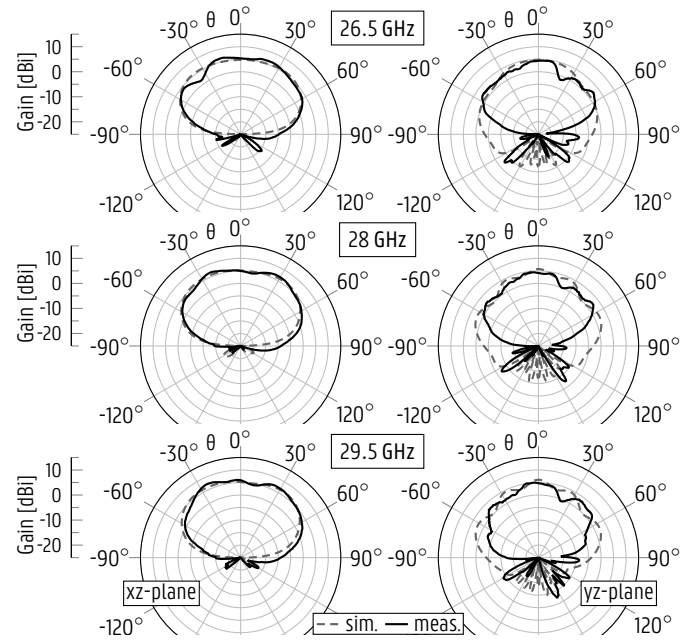 26.5 GHz
Gain [dBi]
10
0
-10
-20
-30° θ 0° 30°
-60° 60°
-90° 90°
-120° 120°
-30° θ 0° 30°
-60° 60°
-90° 90°
-120° 120°
28 GHz
Gain [dBi]
10
0
-10
-20
-30° θ 0° 30°
-60° 60°
-90° 90°
-120° 120°
-30° θ 0° 30°
-60° 60°
-90° 90°
-120° 120°
29.5 GHz
Gain [dBi]
10
0
-10
-20
-30° θ 0° 30°
-60° 60°
-90° 90°
xz-plane
-120° 120°
-30° θ 0° 30°
-60° 60°
-90° 90°
yz-plane
-120° 120°
sim. meas.